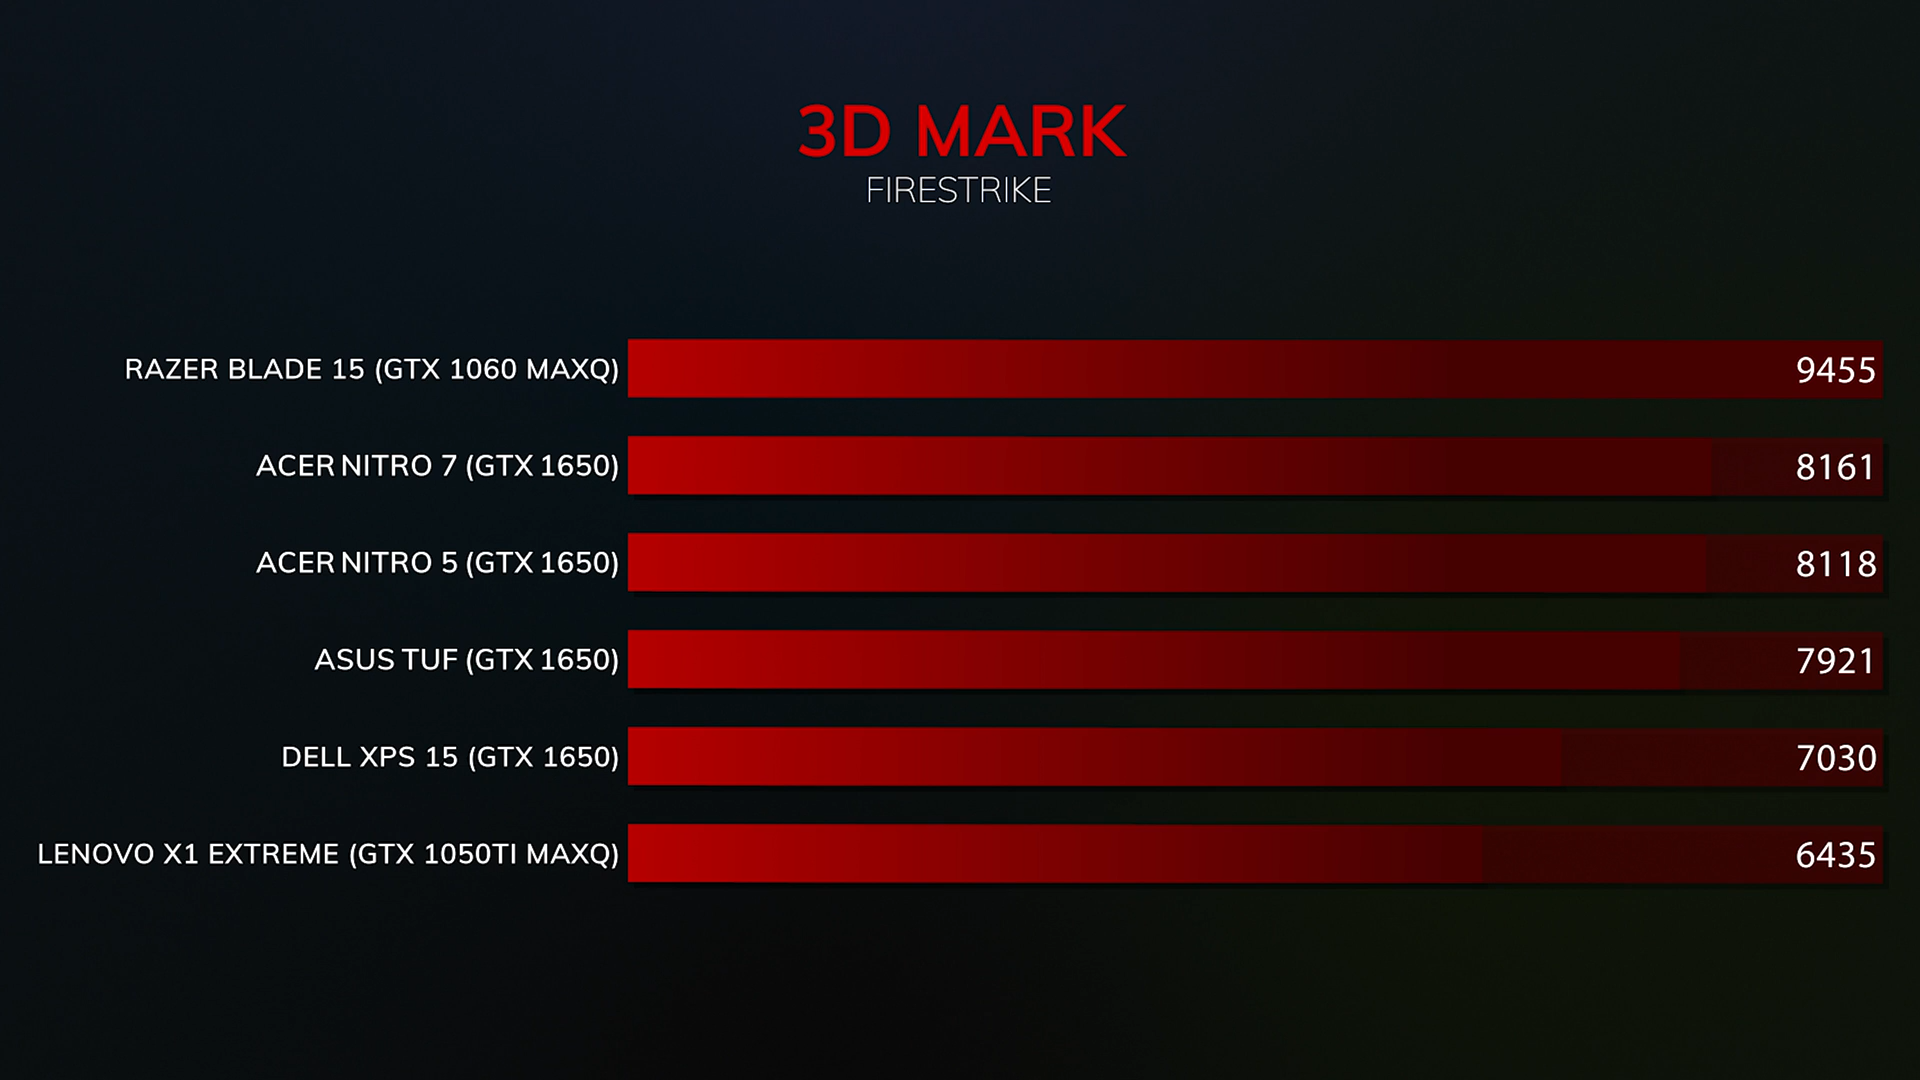 3D MARK
FIRESTRIKE
RAZER BLADE 15 (GTX 1060 MAXQ) 9455
ACER NITRO 7 (GTX 1650) 8161
ACER NITRO 5 (GTX 1650) 8118
ASUS TUF (GTX 1650) 7921
DELL XPS 15 (GTX 1650) 7030
LENOVO X1 EXTREME (GTX 1050TI MAXQ) 6435